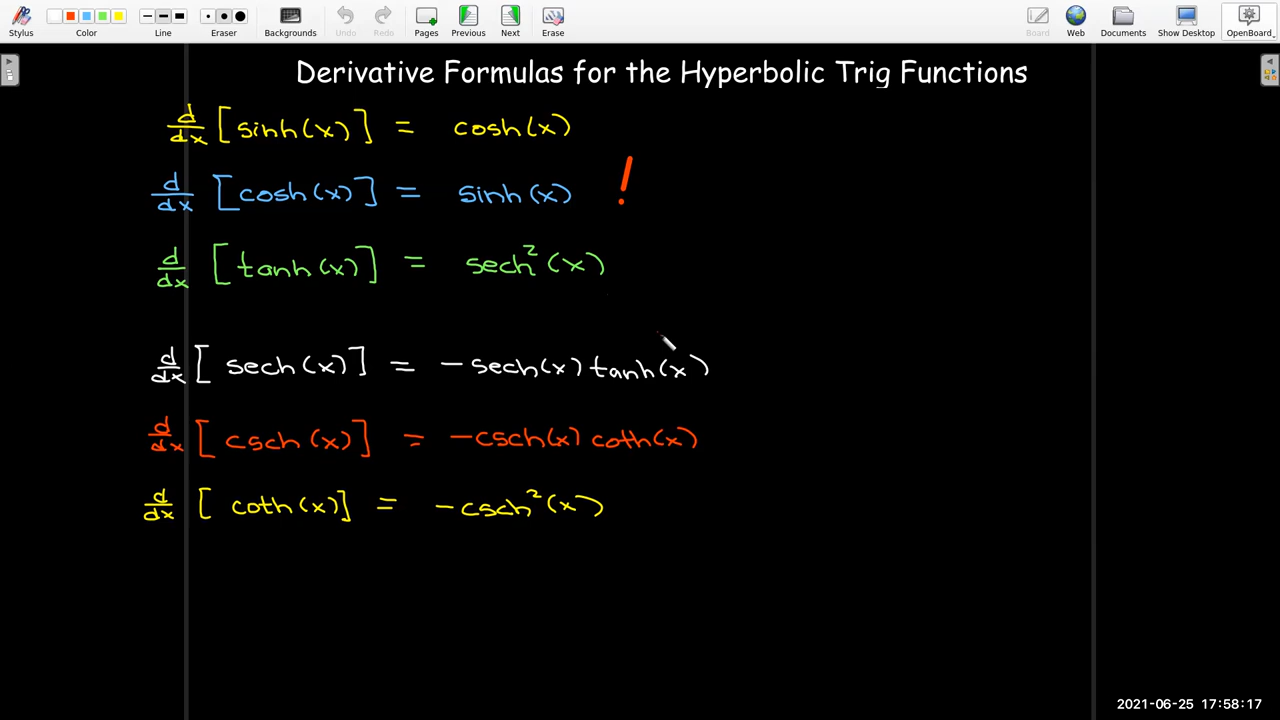 Stylus Color Line Eraser Backgrounds Undo Redo Pages Previous Next Erase Board Web Documents Show Desktop OpenBoard
Derivative Formulas for the Hyperbolic Trig Functions
d/dx [sinh(x)] = cosh(x)
d/dx [cosh(x)] = sinh(x) !
d/dx [tanh(x)] = sech²(x)
d/dx [sech(x)] = -sech(x) tanh(x)
d/dx [csch(x)] = -csch(x) coth(x)
d/dx [coth(x)] = -csch²(x)
2021-06-25 17:58:17